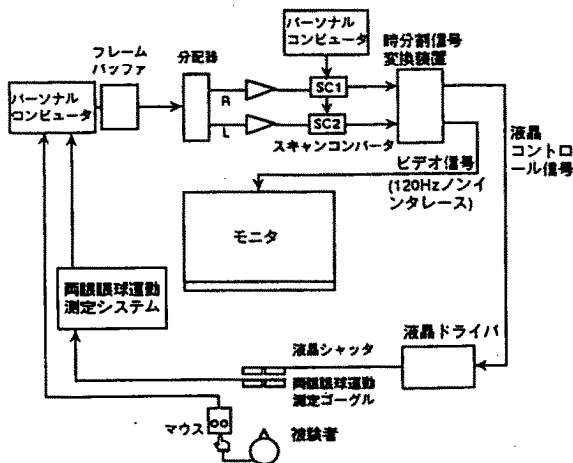 パーソナル
コンピュータ
フレーム
バッファ
分配器
パーソナル
コンピュータ
時分割信号
変換装置
R
L
SC1
SC2
スキャンコンバータ
ビデオ信号
(120Hzノンイ
ンタレース)
液晶
コントロ
ール信号
モニタ
両眼眼球運動
測定システム
液晶シャッタ
両眼眼球運動
測定ゴーグル
液晶ドライバ
マウス
被験者